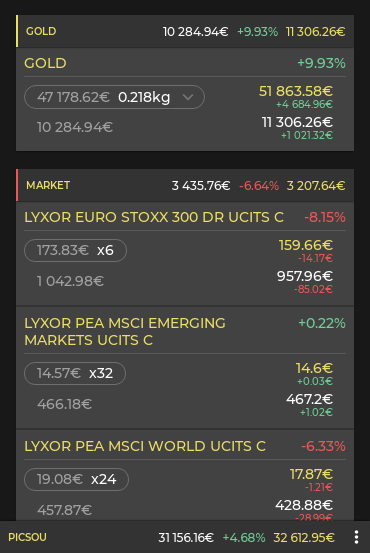 GOLD 10 284.94€ +9.93% 11 306.26€
GOLD +9.93%
47 178.62€ 0.218kg 51 863.58€
+4 684.96€
10 284.94€ 11 306.26€
+1 021.32€
MARKET 3 435.76€ -6.64% 3 207.64€
LYXOR EURO STOXX 300 DR UCITS C -8.15%
173.83€ x6 159.66€
-14.17€
1 042.98€ 957.96€
-85.02€
LYXOR PEA MSCI EMERGING +0.22%
MARKETS UCITS C
14.57€ x32 14.6€
+0.03€
466.18€ 467.2€
+1.02€
LYXOR PEA MSCI WORLD UCITS C -6.33%
19.08€ x24 17.87€
-1.21€
457.87€ 428.88€
-28.99€
PICSOU 31 156.16€ +4.68% 32 612.95€